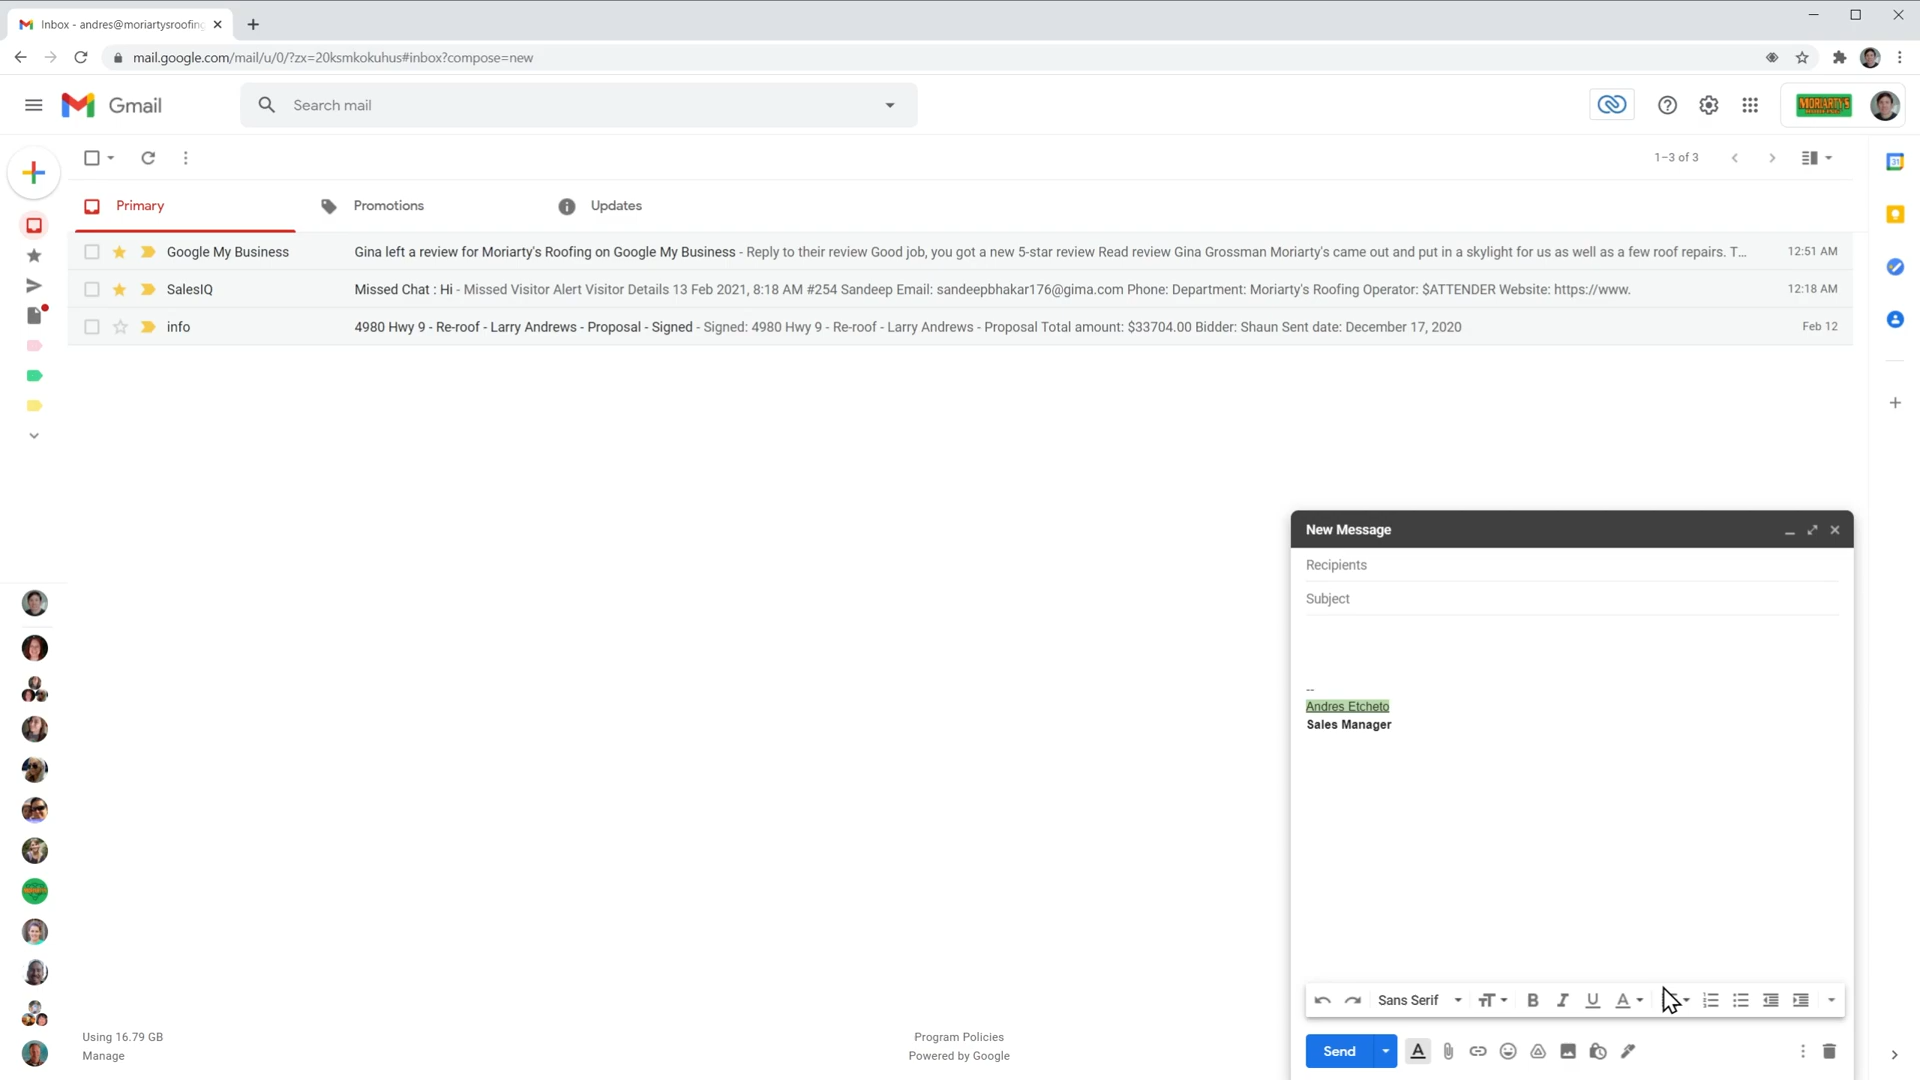 Inbox - andres@moriartysroofin
mail.google.com/mail/u/0/?zx=20ksmkokuhus#inbox?compose=new
Gmail
Search mail
MORIARTY'S
1–3 of 3
31
Primary
Promotions
Updates
Google My Business
Gina left a review for Moriarty's Roofing on Google My Business - Reply to their review Good job, you got a new 5-star review Read review Gina Grossman Moriarty's came out and put in a skylight for us as well as a few roof repairs. T...
12:51 AM
SalesIQ
Missed Chat : Hi - Missed Visitor Alert Visitor Details 13 Feb 2021, 8:18 AM #254 Sandeep Email: sandeepbhakar176@gima.com Phone: Department: Moriarty's Roofing Operator: $ATTENDER Website: https://www.
12:18 AM
info
4980 Hwy 9 - Re-roof - Larry Andrews - Proposal - Signed - Signed: 4980 Hwy 9 - Re-roof - Larry Andrews - Proposal Total amount: $33704.00 Bidder: Shaun Sent date: December 17, 2020
Feb 12
New Message
Recipients
Subject
--
Andres Etcheto
Sales Manager
Sans Serif
Send
Using 16.79 GB
Manage
Program Policies
Powered by Google